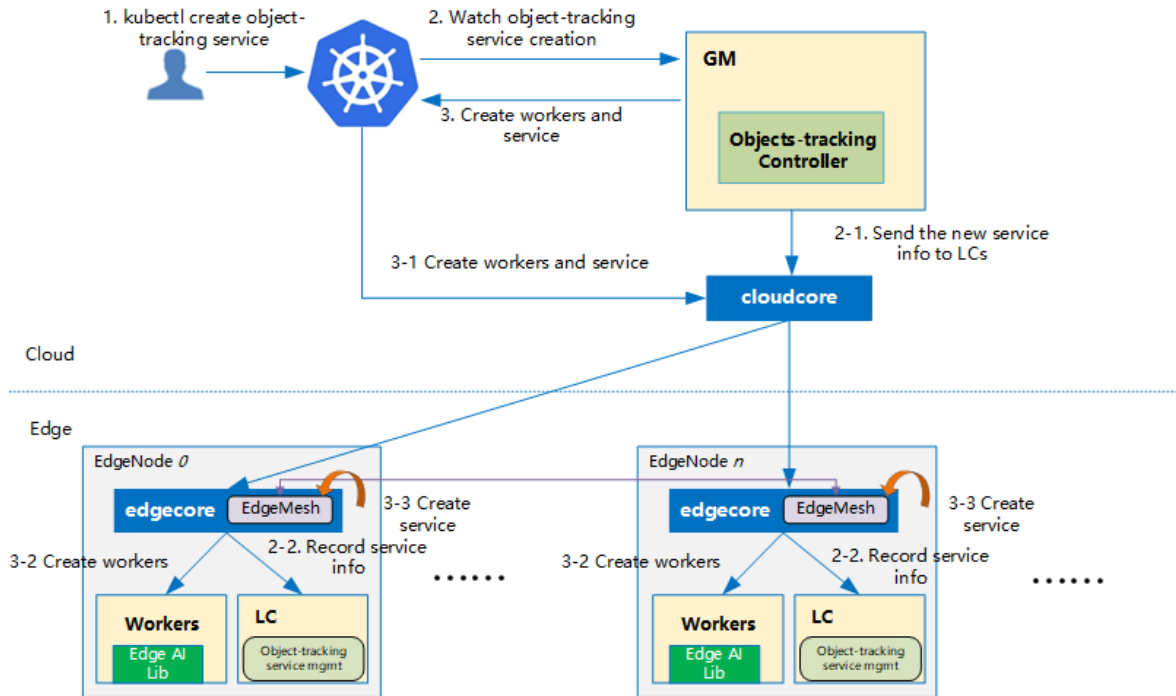 1. kubectl create object-
tracking service
2. Watch object-tracking
service creation
GM
3. Create workers and
service
Objects-tracking
Controller
2-1. Send the new service
info to LCs
3-1 Create workers and service
cloudcore
Cloud
Edge
EdgeNode 0
edgecore
EdgeMesh
3-3 Create
service
3-2 Create workers
2-2. Record service
info
......
Workers
Edge AI
Lib
LC
Object-tracking
service mgmt
EdgeNode n
edgecore
EdgeMesh
3-3 Create
service
3-2 Create workers
2-2. Record service
info
......
Workers
Edge AI
Lib
LC
Object-tracking
service mgmt